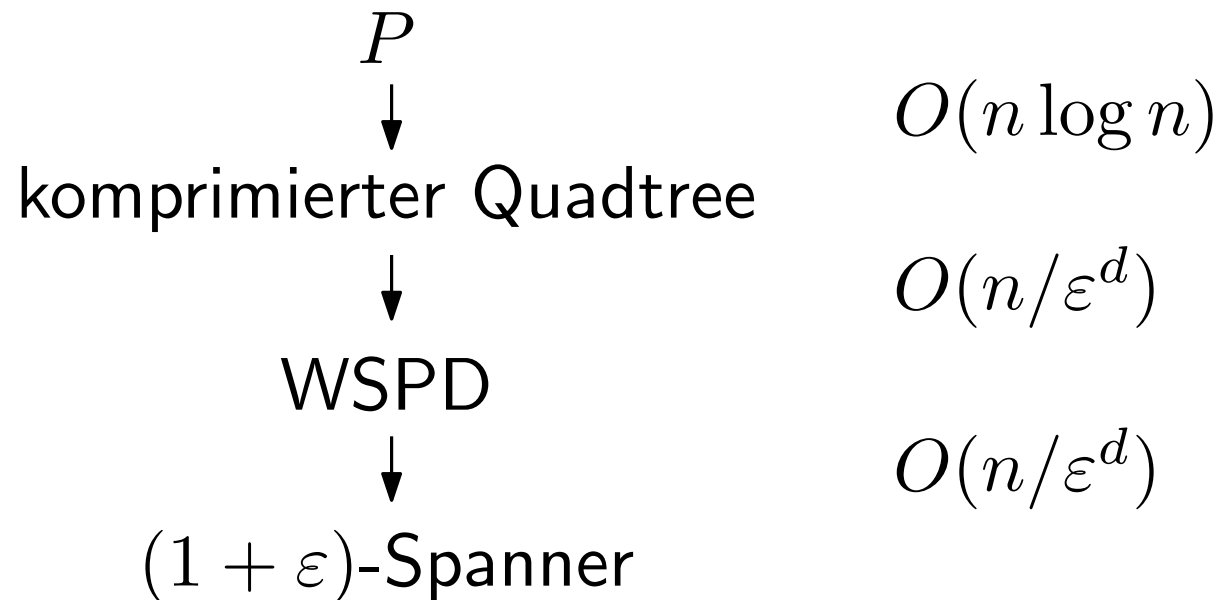 P
O(n log n)
komprimierter Quadtree
O(n/ε^d)
WSPD
O(n/ε^d)
(1 + ε)-Spanner